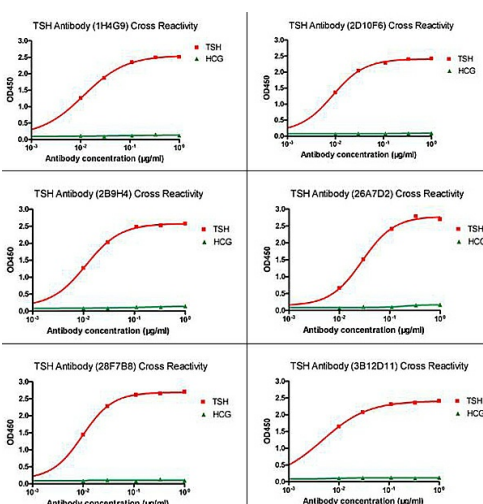 TSH Antibody (1H4G9) Cross Reactivity
3.0
2.5
2.0
1.5
1.0
0.5
0.0
OD450
10⁻³ 10⁻² 10⁻¹ 10⁰
Antibody concentration (µg/ml)
TSH
HCG
TSH Antibody (2D10F6) Cross Reactivity
3.0
2.5
2.0
1.5
1.0
0.5
0.0
OD450
10⁻³ 10⁻² 10⁻¹ 10⁰
Antibody concentration (µg/ml)
TSH
HCG
TSH Antibody (2B9H4) Cross Reactivity
3.0
2.5
2.0
1.5
1.0
0.5
0.0
OD450
10⁻³ 10⁻² 10⁻¹ 10⁰
Antibody concentration (µg/ml)
TSH
HCG
TSH Antibody (26A7D2) Cross Reactivity
3.0
2.5
2.0
1.5
1.0
0.5
0.0
OD450
10⁻³ 10⁻² 10⁻¹ 10⁰
Antibody concentration (µg/ml)
TSH
HCG
TSH Antibody (28F7B8) Cross Reactivity
3.0
2.5
2.0
1.5
1.0
0.5
0.0
OD450
10⁻³ 10⁻² 10⁻¹ 10⁰
Antibody concentration (µg/ml)
TSH
HCG
TSH Antibody (3B12D11) Cross Reactivity
3.0
2.5
2.0
1.5
1.0
0.5
0.0
OD450
10⁻³ 10⁻² 10⁻¹ 10⁰
Antibody concentration (µg/ml)
TSH
HCG